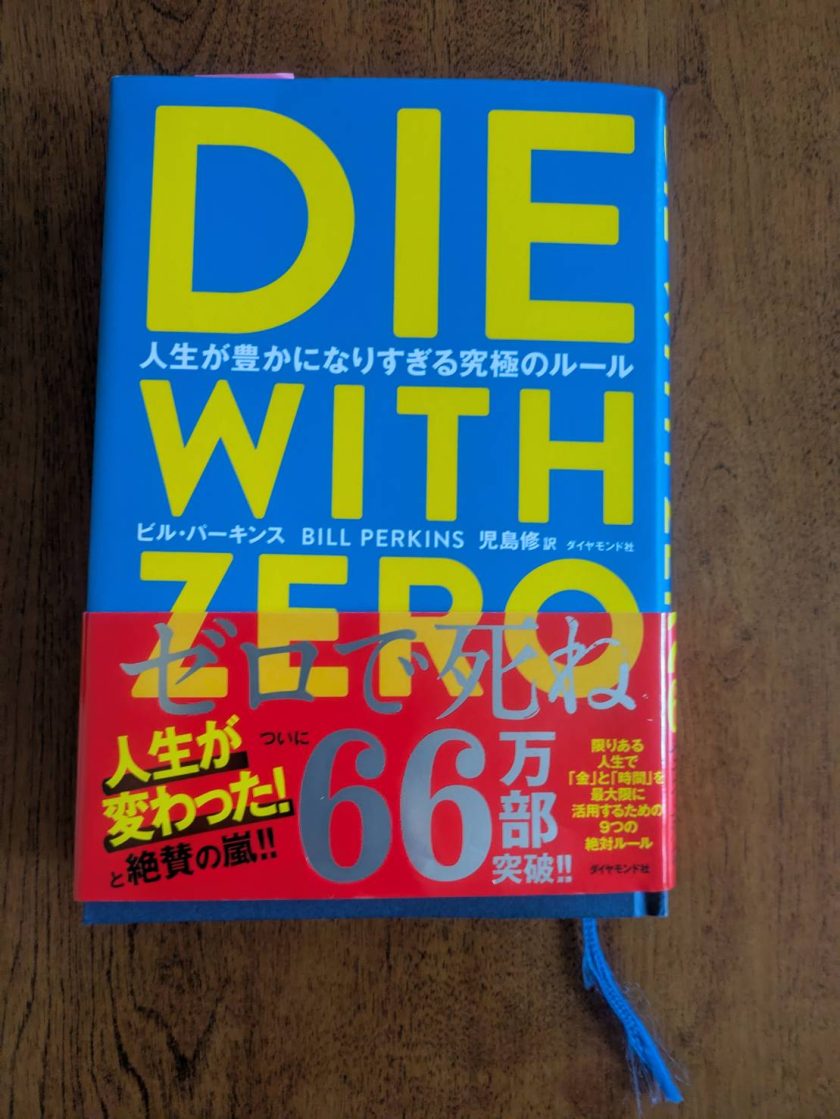 DIE
人生が豊かになりすぎる究極のルール
WITH
ビル・パーキンス BILL PERKINS 児島修 訳 ダイヤモンド社
ZERO
ゼロで死ね
人生が
変わった!
と絶賛の嵐!!
ついに
66万部
突破!!
限りある
人生で
「金」と「時間」を
最大限に
活用するための
9つの
絶対ルール
ダイヤモンド社